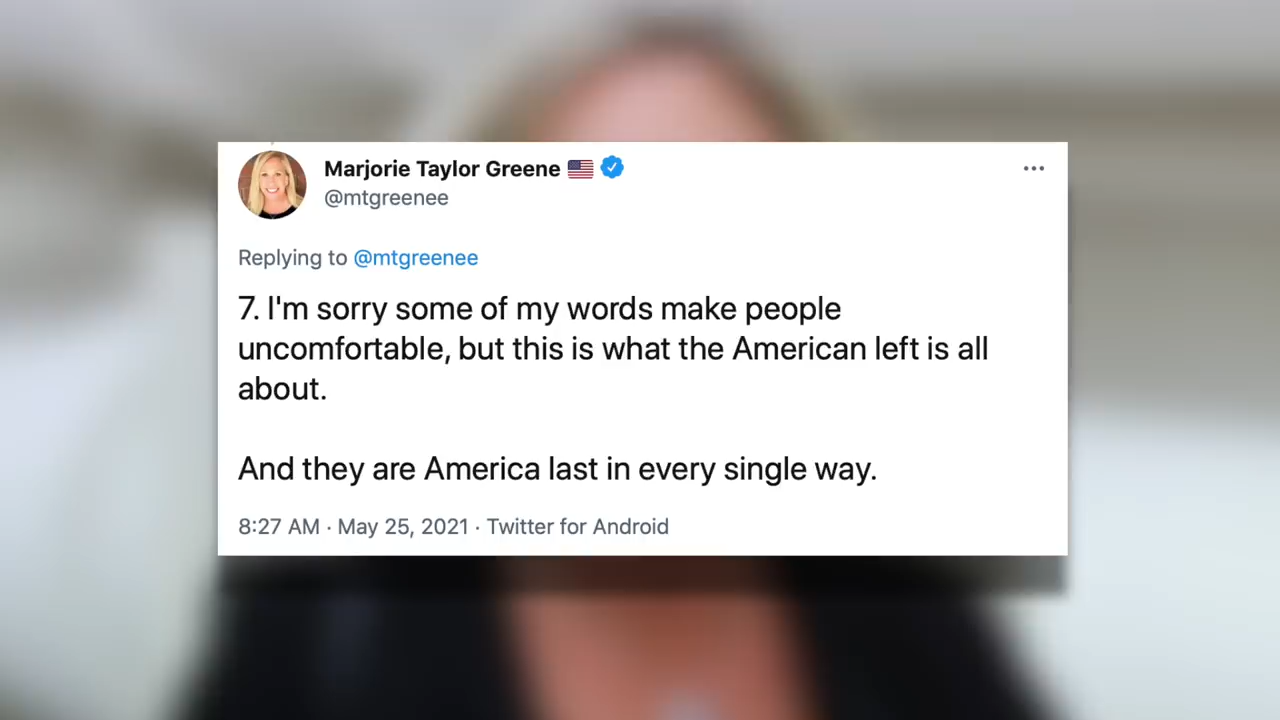 Marjorie Taylor Greene 🇺🇸
@mtgreenee
Replying to @mtgreenee
7. I'm sorry some of my words make people
uncomfortable, but this is what the American left is all
about.
And they are America last in every single way.
8:27 AM · May 25, 2021 · Twitter for Android